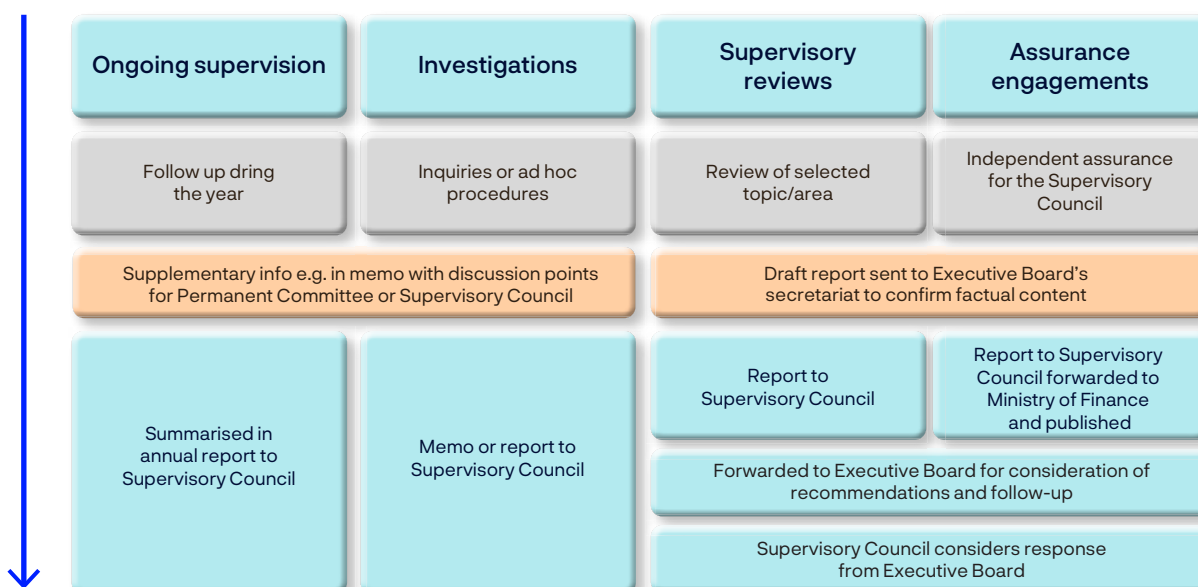 Ongoing supervision
Investigations
Supervisory
reviews
Assurance
engagements
Follow up dring
the year
Inquiries or ad hoc
procedures
Review of selected
topic/area
Independent assurance
for the Supervisory
Council
Supplementary info e.g. in memo with discussion points
for Permanent Committee or Supervisory Council
Draft report sent to Executive Board’s
secretariat to confirm factual content
Summarised in
annual report to
Supervisory Council
Memo or report to
Supervisory Council
Report to
Supervisory Council
Report to Supervisory
Council forwarded to
Ministry of Finance
and published
Forwarded to Executive Board for consideration of
recommendations and follow-up
Supervisory Council considers response
from Executive Board